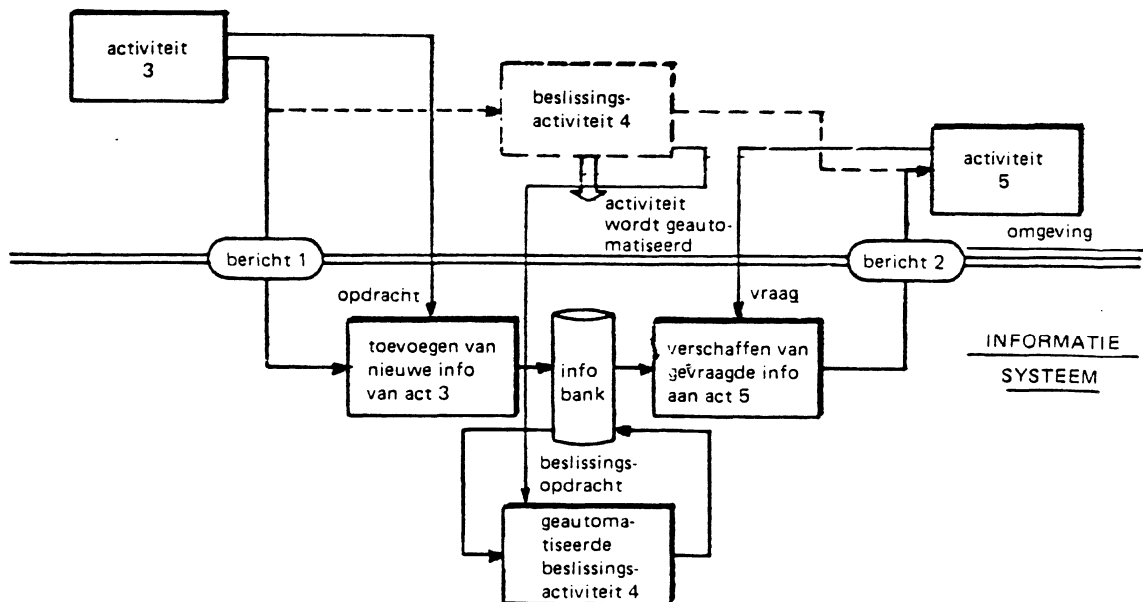 activiteit
3
beslissings-
activiteit 4
activiteit
5
activiteit
wordt geauto-
matiseerd
omgeving
bericht 1
bericht 2
opdracht
vraag
toevoegen van
nieuwe info
van act 3
info
bank
verschaffen van
gevraagde info
aan act 5
INFORMATIE
SYSTEEM
beslissings-
opdracht
geautoma-
tiseerde
beslissings-
activiteit 4